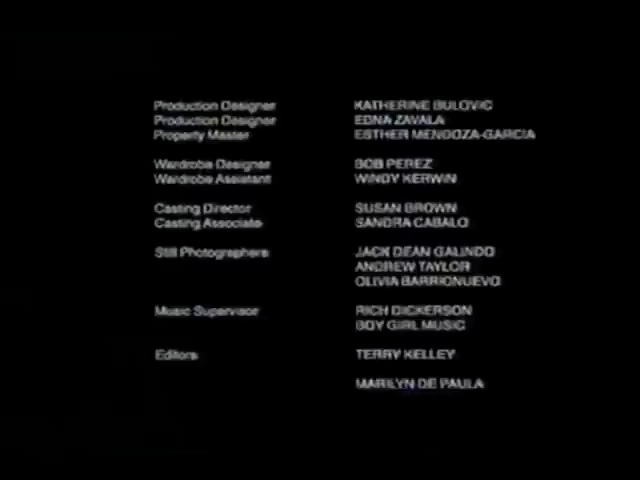 Production Designer KATHERINE BULOVIC
Production Designer EDNA ZAVALA
Property Master ESTHER MENDOZA-GARCIA
Wardrobe Designer BOB PEREZ
Wardrobe Assistant WINDY KERWIN
Casting Director SUSAN BROWN
Casting Associate SANDRA CABALO
Still Photographers JACK DEAN GALINDO
ANDREW TAYLOR
OLIVIA BARRIONUEVO
Music Supervisor RICH DICKERSON
BOY GIRL MUSIC
Editors TERRY KELLEY
MARILYN DE PAULA